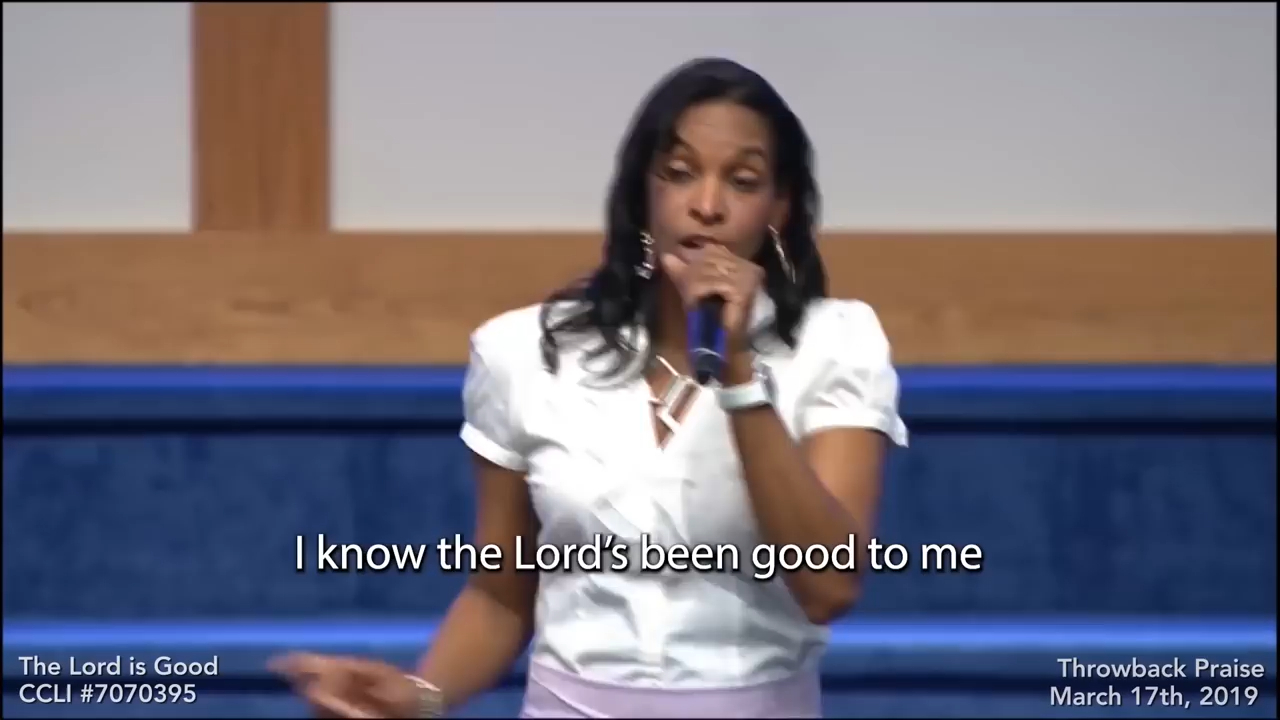 I know the Lord's been good to me
The Lord is Good
CCLI #7070395
Throwback Praise
March 17th, 2019